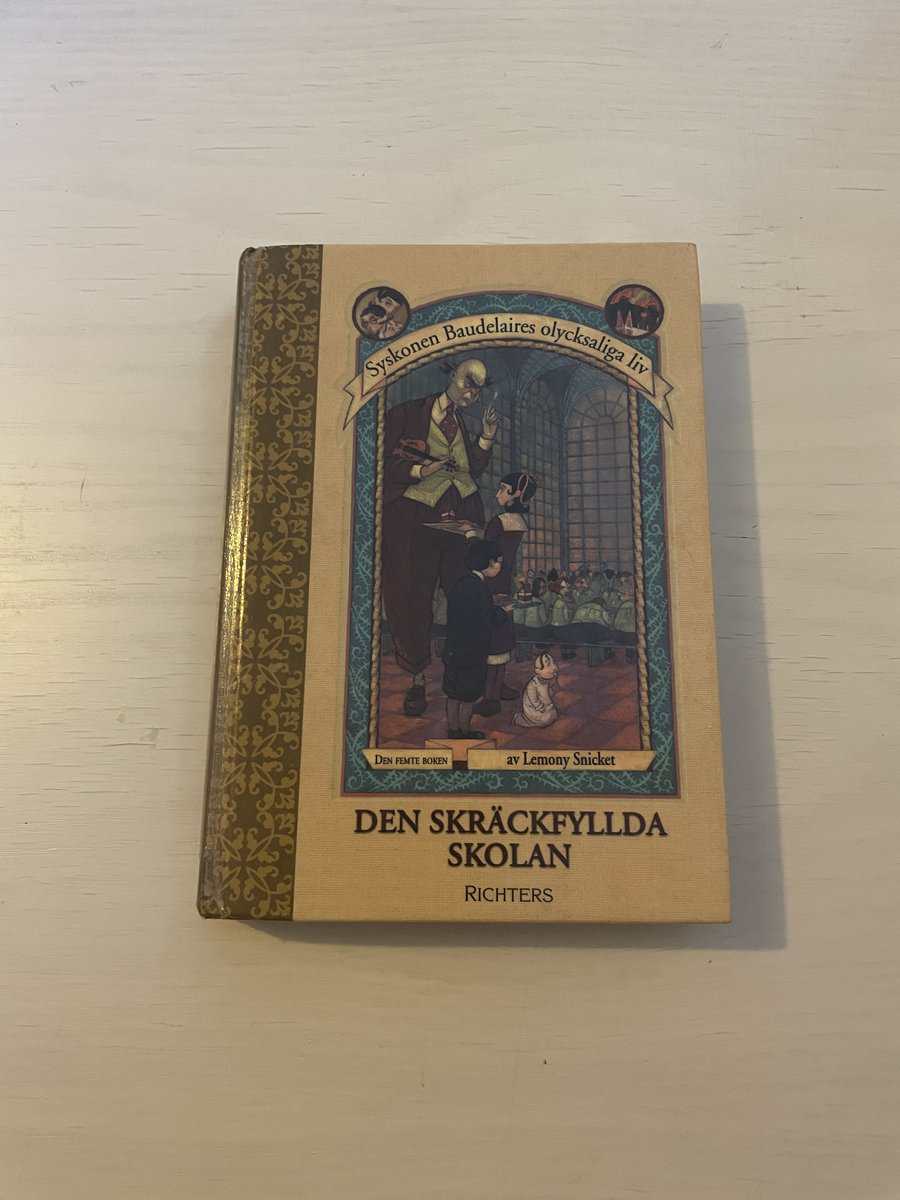 Syskonen Baudelaires olycksaliga liv
DEN FEMTE BOKEN
av Lemony Snicket
DEN SKRÄCKFYLLDA
SKOLAN
RICHTERS